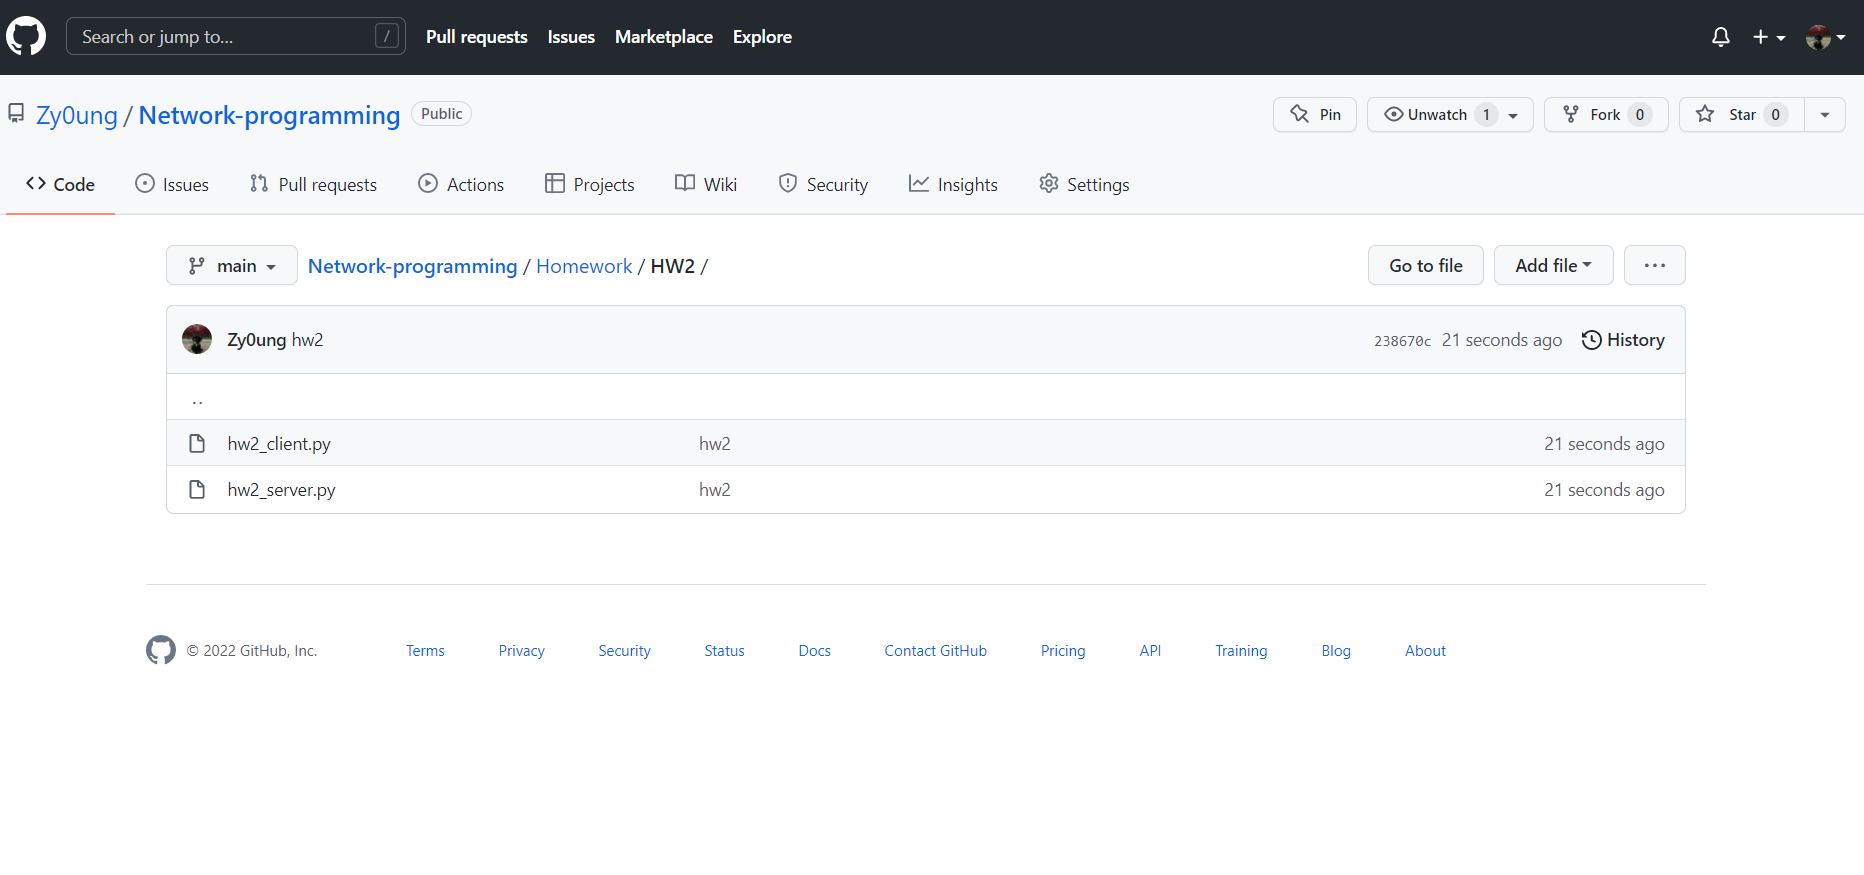 Search or jump to... / Pull requests Issues Marketplace Explore
Zy0ung / Network-programming Public Pin Unwatch 1 Fork 0 Star 0
Code Issues Pull requests Actions Projects Wiki Security Insights Settings
main Network-programming / Homework / HW2 / Go to file Add file ...
Zy0ung hw2 238670c 21 seconds ago History
..
hw2_client.py hw2 21 seconds ago
hw2_server.py hw2 21 seconds ago
© 2022 GitHub, Inc. Terms Privacy Security Status Docs Contact GitHub Pricing API Training Blog About